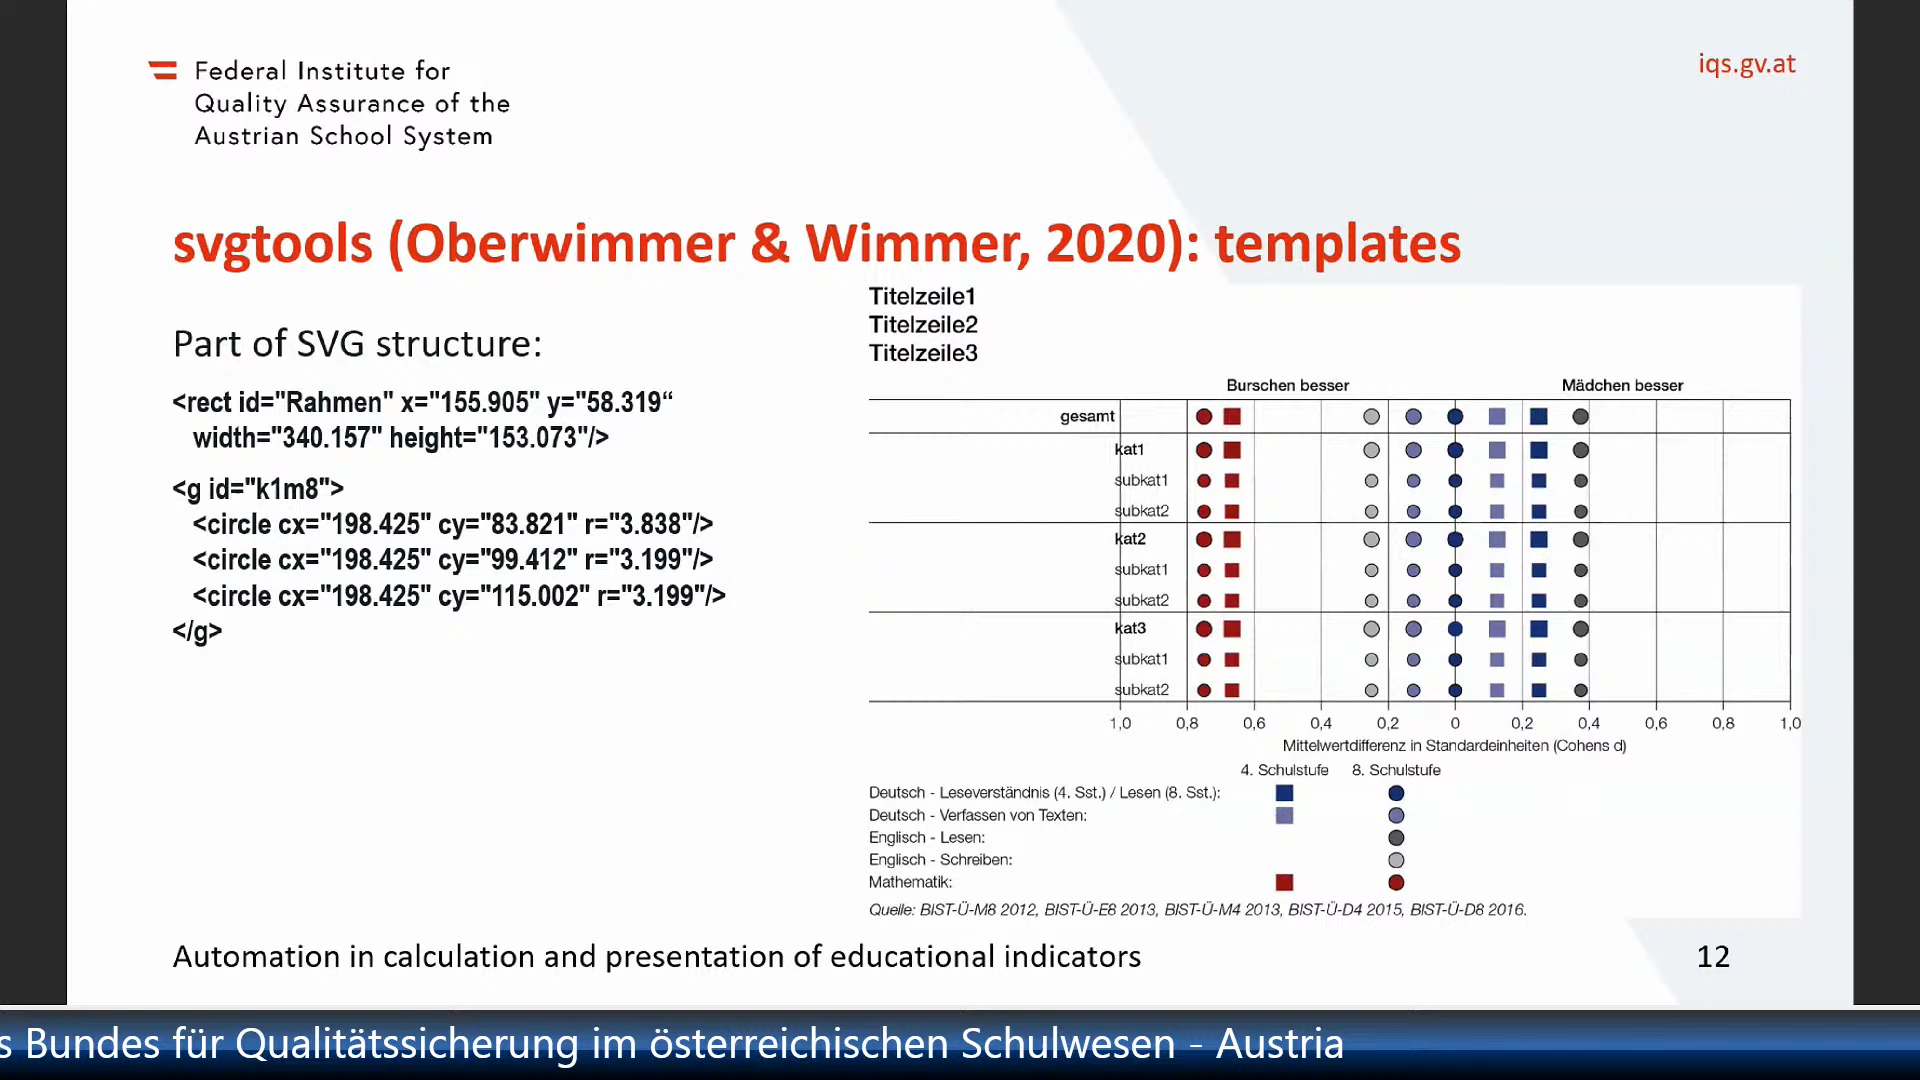 Federal Institute for
Quality Assurance of the
Austrian School System
iqs.gv.at
svgtools (Oberwimmer & Wimmer, 2020): templates
Part of SVG structure:
<rect id="Rahmen" x="155.905" y="58.319“
width="340.157" height="153.073"/>
<g id="k1m8">
<circle cx="198.425" cy="83.821" r="3.838"/>
<circle cx="198.425" cy="99.412" r="3.199"/>
<circle cx="198.425" cy="115.002" r="3.199"/>
</g>
Titelzeile1
Titelzeile2
Titelzeile3
Burschen besser Mädchen besser
gesamt
kat1
subkat1
subkat2
kat2
subkat1
subkat2
kat3
subkat1
subkat2
1,0 0,8 0,6 0,4 0,2 0 0,2 0,4 0,6 0,8 1,0
Mittelwertdifferenz in Standardeinheiten (Cohens d)
4. Schulstufe 8. Schulstufe
Deutsch - Leseverständnis (4. Sst.) / Lesen (8. Sst.):
Deutsch - Verfassen von Texten:
Englisch - Lesen:
Englisch - Schreiben:
Mathematik:
Quelle: BIST-Ü-M8 2012, BIST-Ü-E8 2013, BIST-Ü-M4 2013, BIST-Ü-D4 2015, BIST-Ü-D8 2016.
Automation in calculation and presentation of educational indicators
12
s Bundes für Qualitätssicherung im österreichischen Schulwesen - Austria